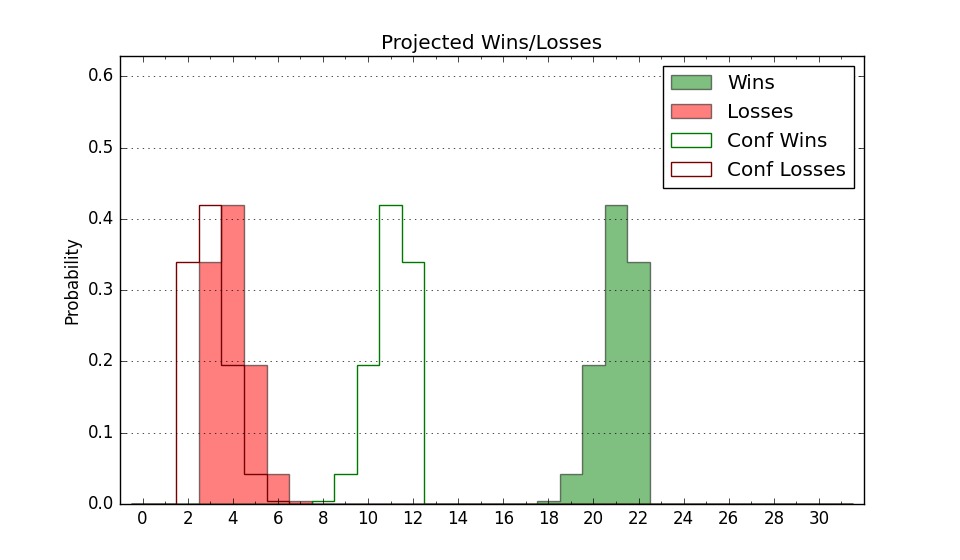 Projected Wins/Losses
0.6
0.5
0.4
0.3
0.2
0.1
0.0
Probability
Wins
Losses
Conf Wins
Conf Losses
0 2 4 6 8 10 12 14 16 18 20 22 24 26 28 30